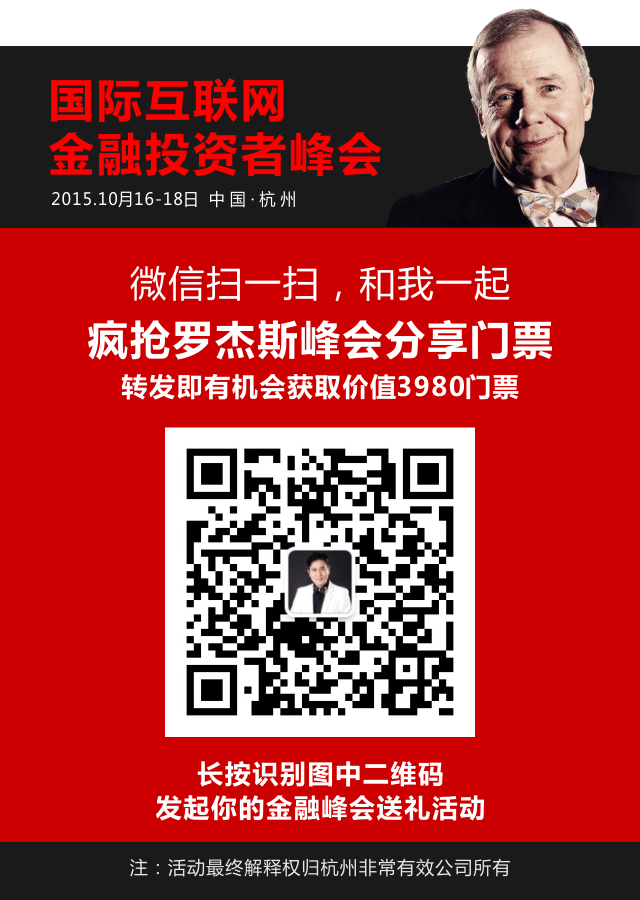 国际互联网
金融投资者峰会
2015.10月16-18日 中国·杭州
微信扫一扫，和我一起
疯抢罗杰斯峰会分享门票
转发即有机会获取价值3980门票
长按识别图中二维码
发起你的金融峰会送礼活动
注：活动最终解释权归杭州非常有效公司所有